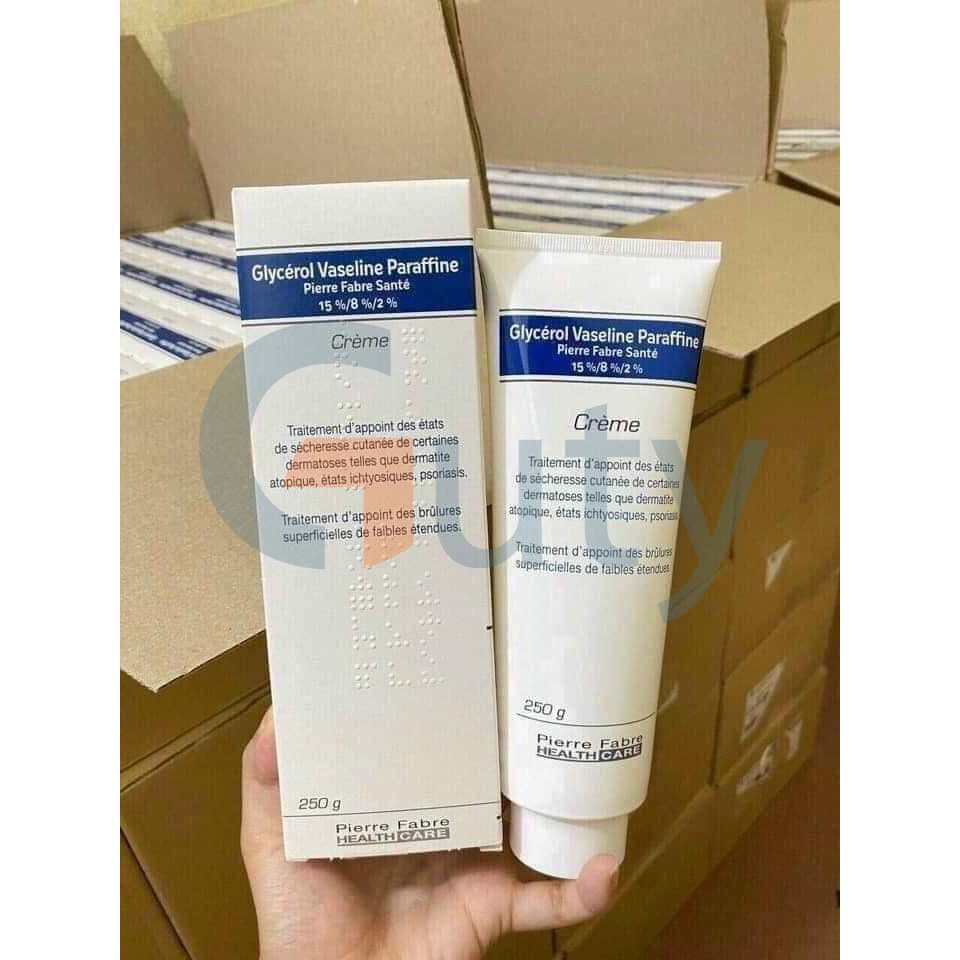 Glycérol Vaseline Paraffine
Pierre Fabre Santé
15 %/8 %/2 %
Crème
Traitement d'appoint des états
de sécheresse cutanée de certaines
dermatoses telles que dermatite
atopique, états ichtyosiques, psoriasis.
Traitement d'appoint des brûlures
superficielles de faibles étendues.
250 g
Pierre Fabre
HEALTH CARE
Glycérol Vaseline Paraffine
Pierre Fabre Santé
15 %/8 %/2 %
Crème
Traitement d'appoint des états
de sécheresse cutanée de certaines
dermatoses telles que dermatite
atopique, états ichtyosiques, psoriasis
Traitement d'appoint des brûlures
superficielles de faibles étendues
250 g
Pierre Fabre
HEALTH CARE
Guty